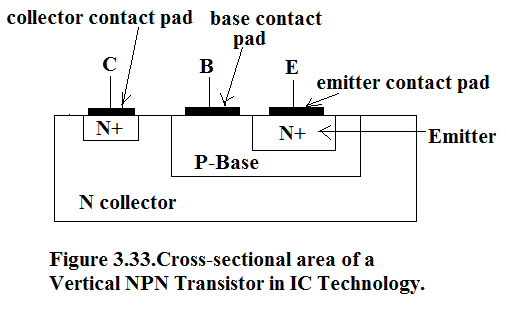 collector contact pad base contact
pad
C B E
emitter contact pad
N+ N+
Emitter
P-Base
N collector
Figure 3.33.Cross-sectional area of a
Vertical NPN Transistor in IC Technology.